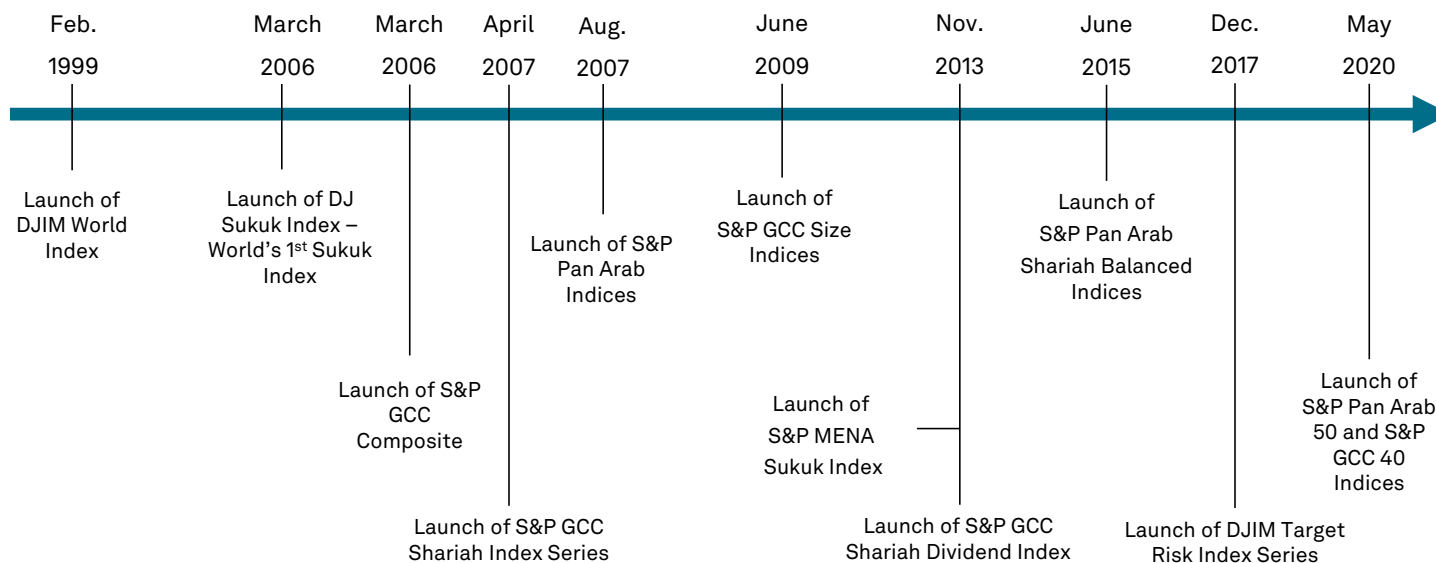 Feb.
1999
March
2006
March
2006
April
2007
Aug.
2007
June
2009
Nov.
2013
June
2015
Dec.
2017
May
2020
Launch of
DJIM World
Index
Launch of DJ
Sukuk Index –
World's 1st Sukuk
Index
Launch of S&P
GCC
Composite
Launch of S&P GCC
Shariah Index Series
Launch of S&P
Pan Arab
Indices
Launch of
S&P GCC Size
Indices
Launch of
S&P MENA
Sukuk Index
Launch of S&P GCC
Shariah Dividend Index
Launch of
S&P Pan Arab
Shariah Balanced
Indices
Launch of DJIM Target
Risk Index Series
Launch of
S&P Pan Arab
50 and S&P
GCC 40
Indices